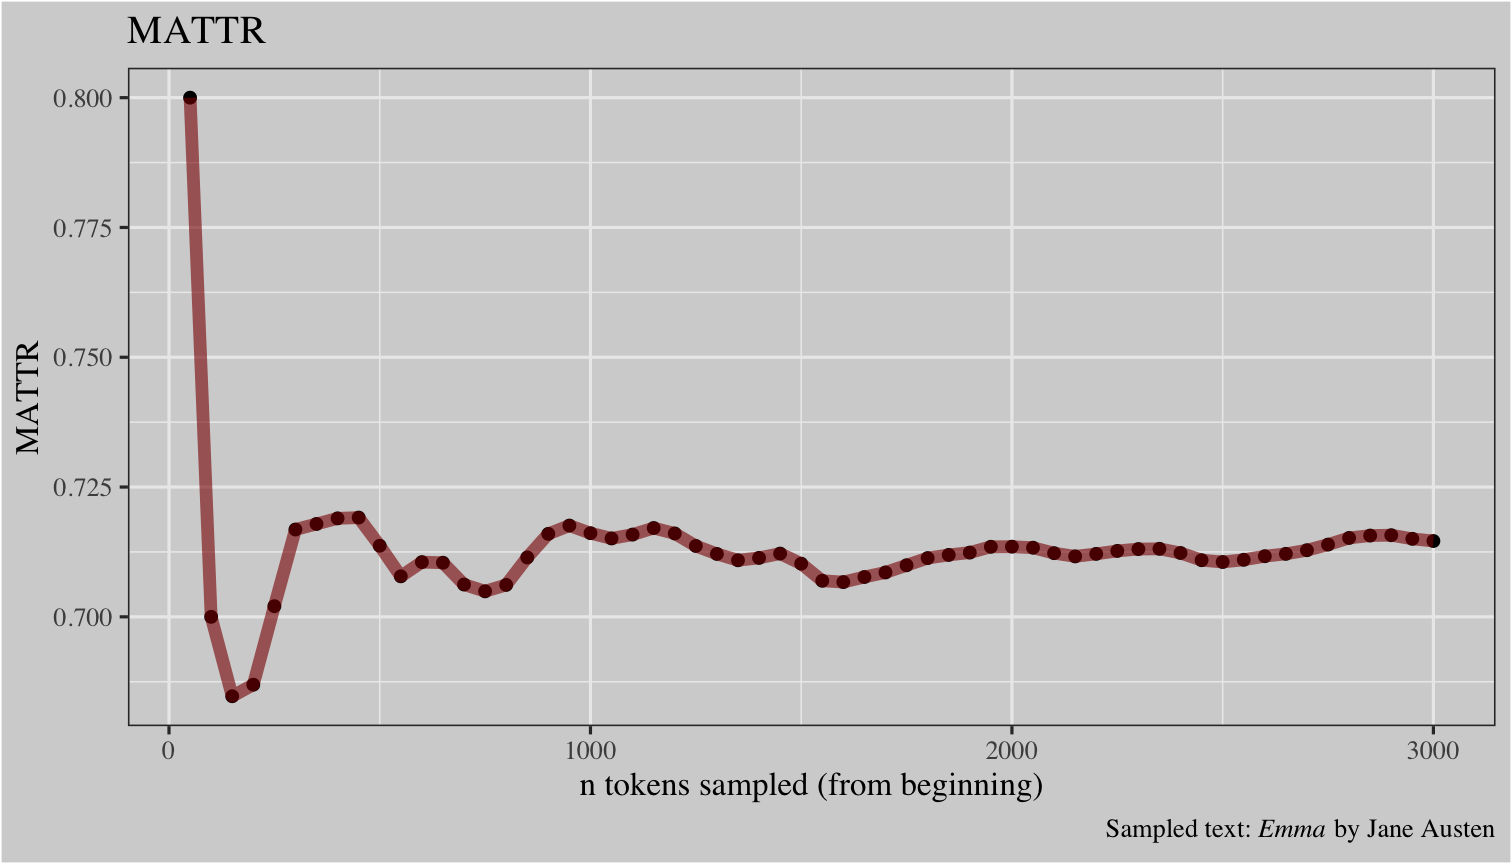 MATTR
0.800
0.775
0.750
0.725
0.700
MATTR
0 1000 2000 3000
n tokens sampled (from beginning)
Sampled text: Emma by Jane Austen